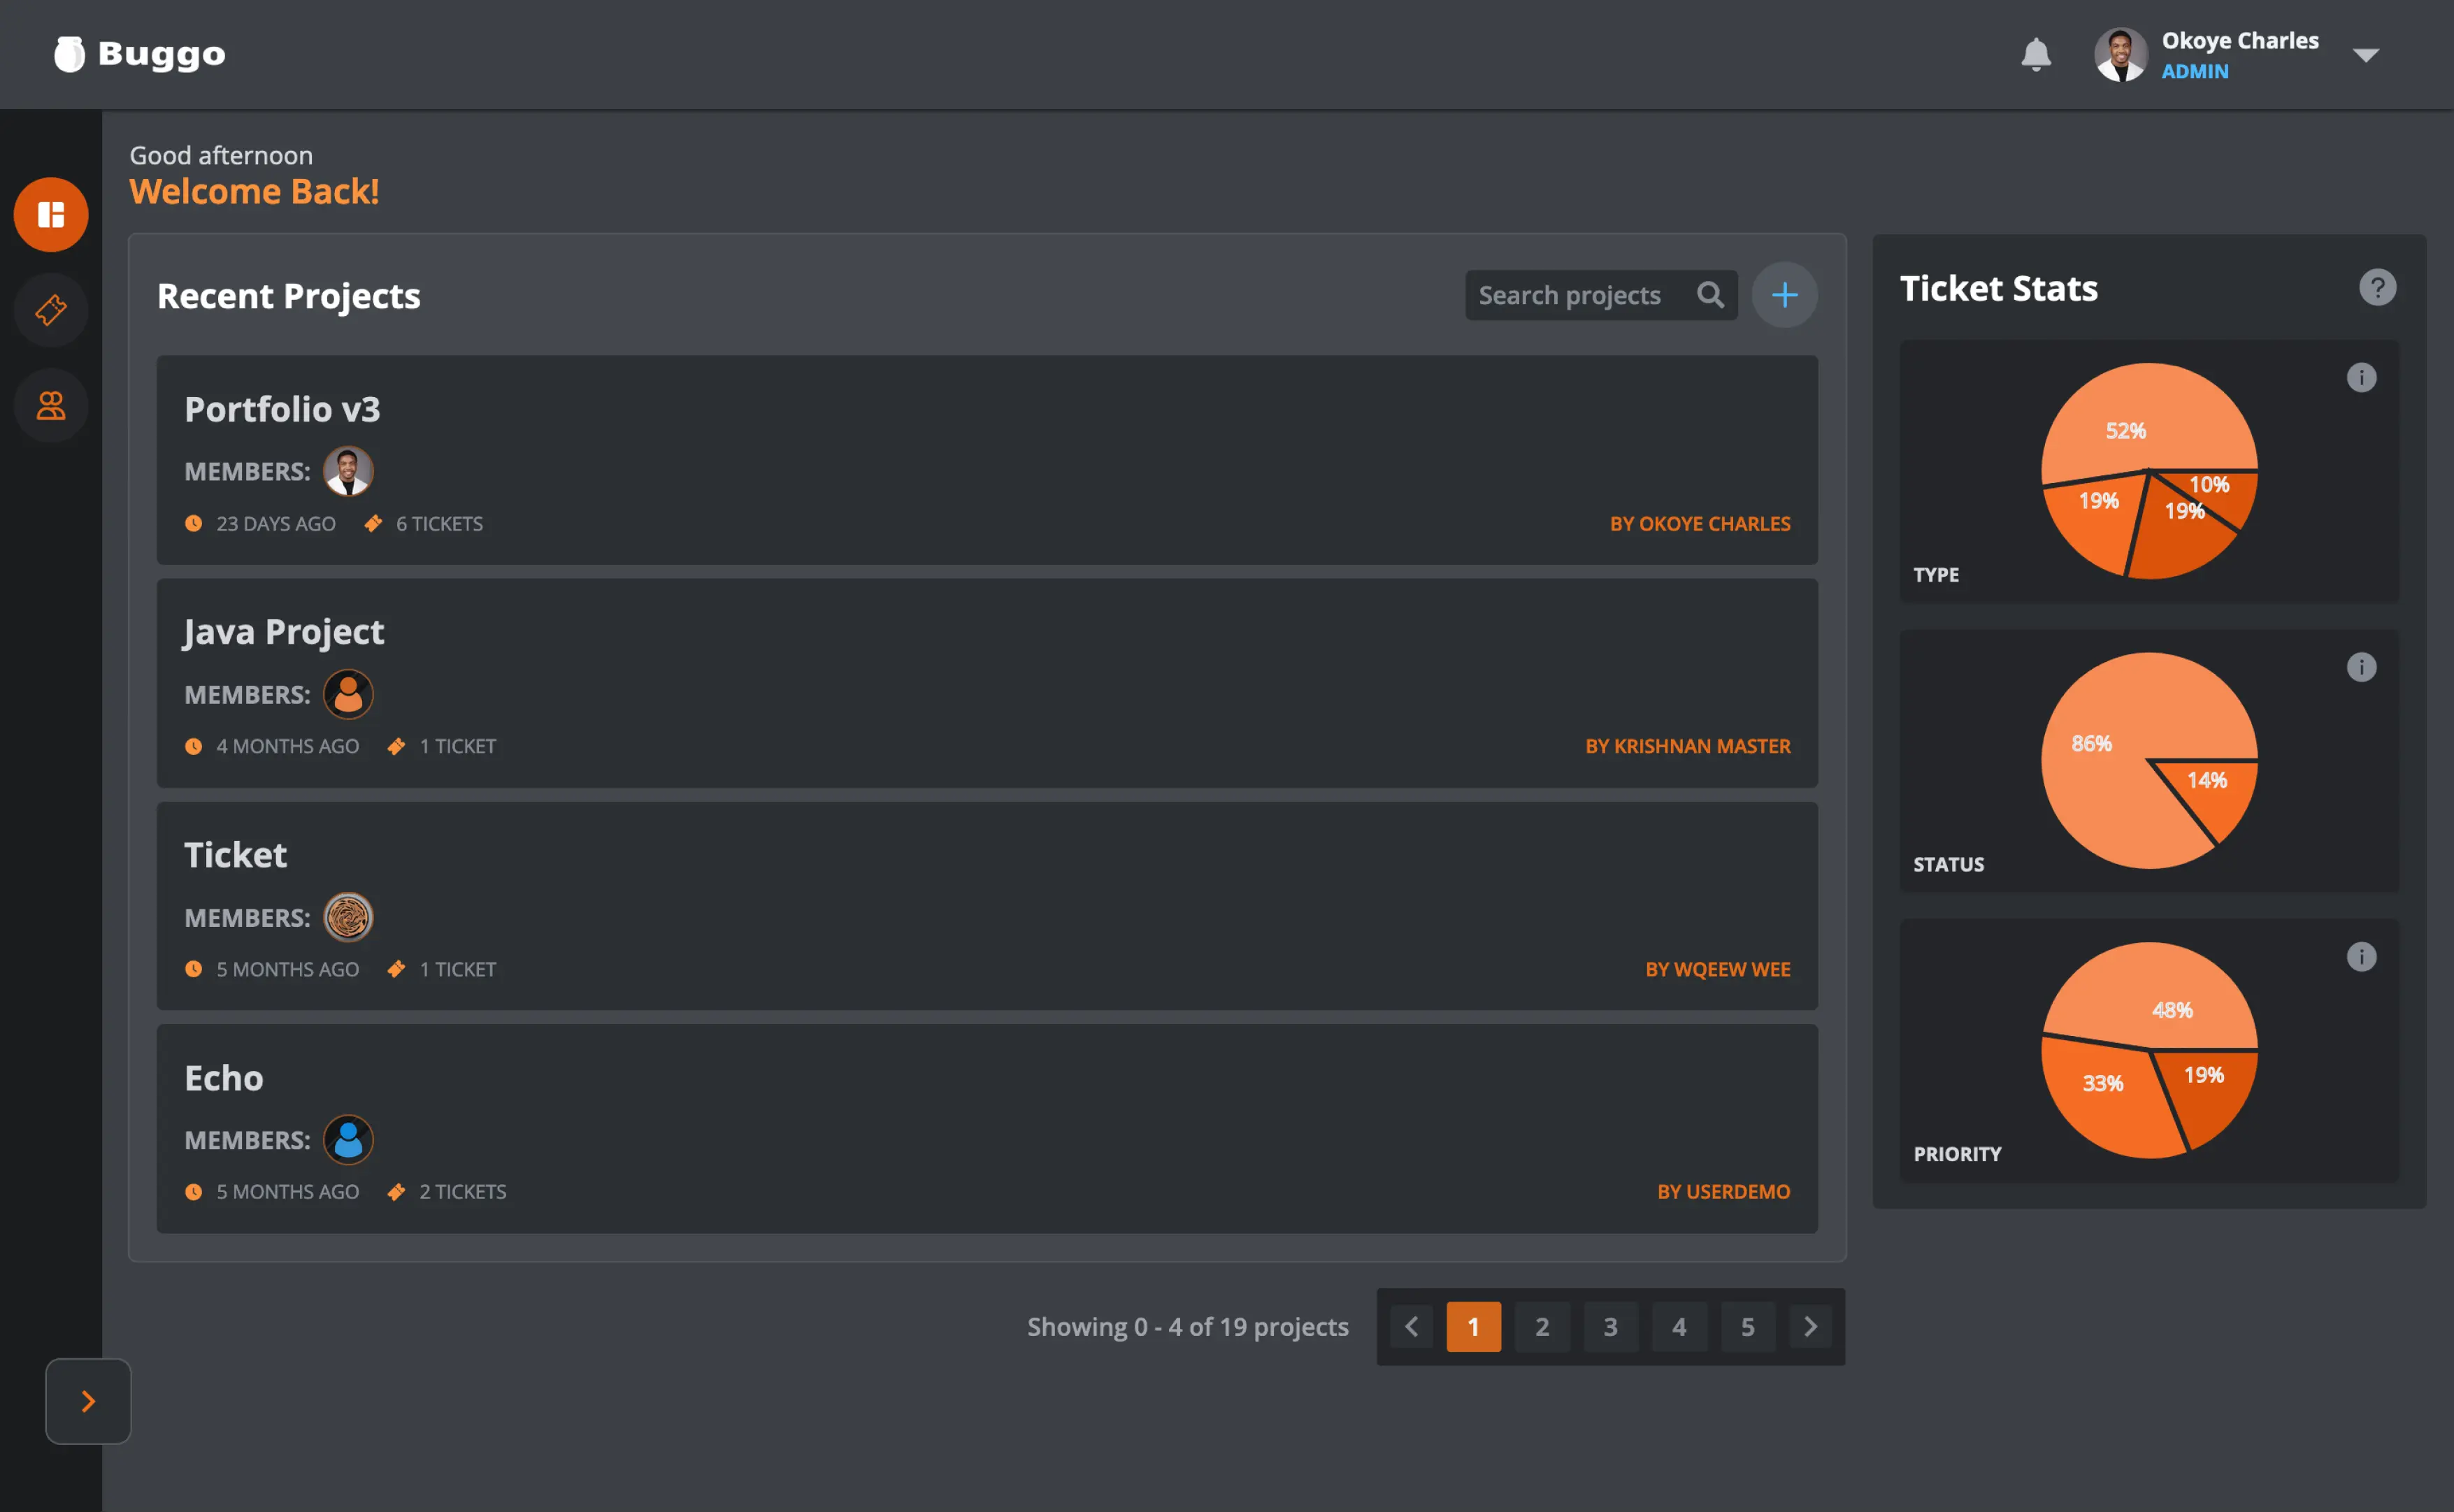 Buggo
Okoye Charles
ADMIN
Good afternoon
Welcome Back!
Recent Projects
Search projects
Portfolio v3
MEMBERS:
23 DAYS AGO
6 TICKETS
BY OKOYE CHARLES
Java Project
MEMBERS:
4 MONTHS AGO
1 TICKET
BY KRISHNAN MASTER
Ticket
MEMBERS:
5 MONTHS AGO
1 TICKET
BY WQEEW WEE
Echo
MEMBERS:
5 MONTHS AGO
2 TICKETS
BY USERDEMO
Showing 0 - 4 of 19 projects
1
2
3
4
5
Ticket Stats
?
i
52%
10%
19%
19%
TYPE
i
86%
14%
STATUS
i
48%
33%
19%
PRIORITY